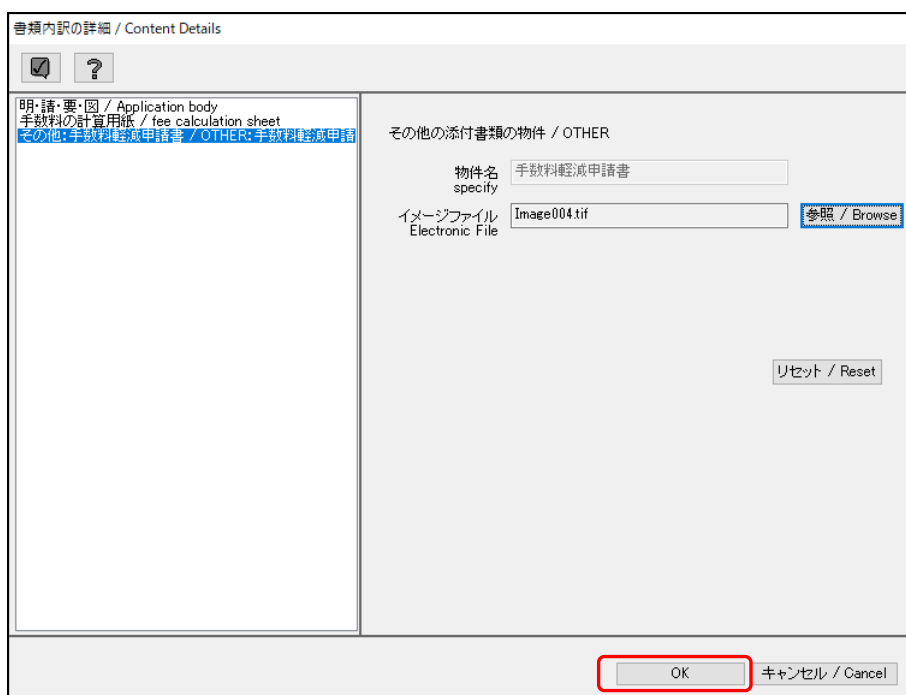 書類内訳の詳細 / Content Details
?
明・請・要・図 / Application body
手数料の計算用紙 / fee calculation sheet
その他:手数料軽減申請書 / OTHER:手数料軽減申請
その他の添付書類の物件 / OTHER
物件名 手数料軽減申請書
specify
イメージファイル Image004.tif 参照 / Browse
Electronic File
リセット / Reset
OK キャンセル / Cancel